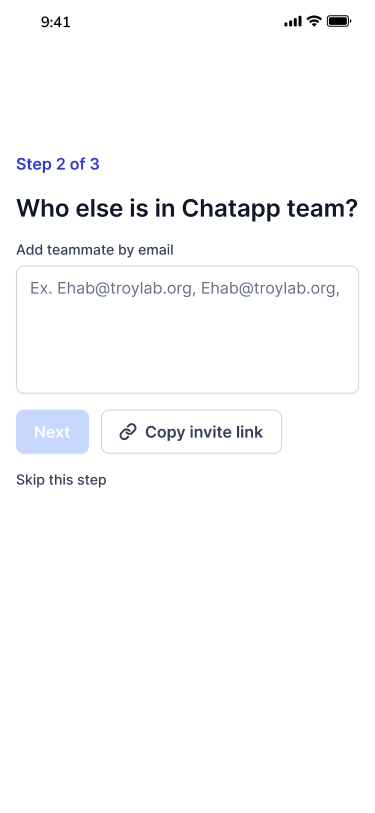 9:41
Step 2 of 3
Who else is in Chatapp team?
Add teammate by email
Ex. Ehab@troylab.org, Ehab@troylab.org,
Next
Copy invite link
Skip this step